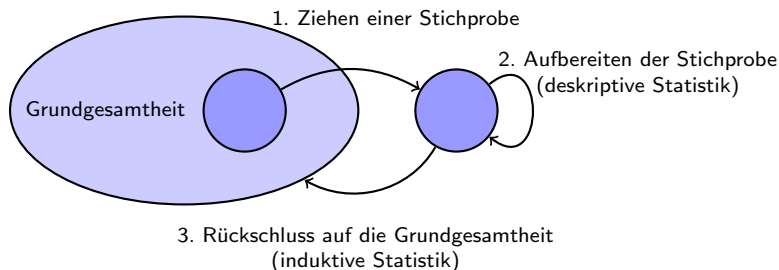 1. Ziehen einer Stichprobe
2. Aufbereiten der Stichprobe
(deskriptive Statistik)
Grundgesamtheit
3. Rückschluss auf die Grundgesamtheit
(induktive Statistik)